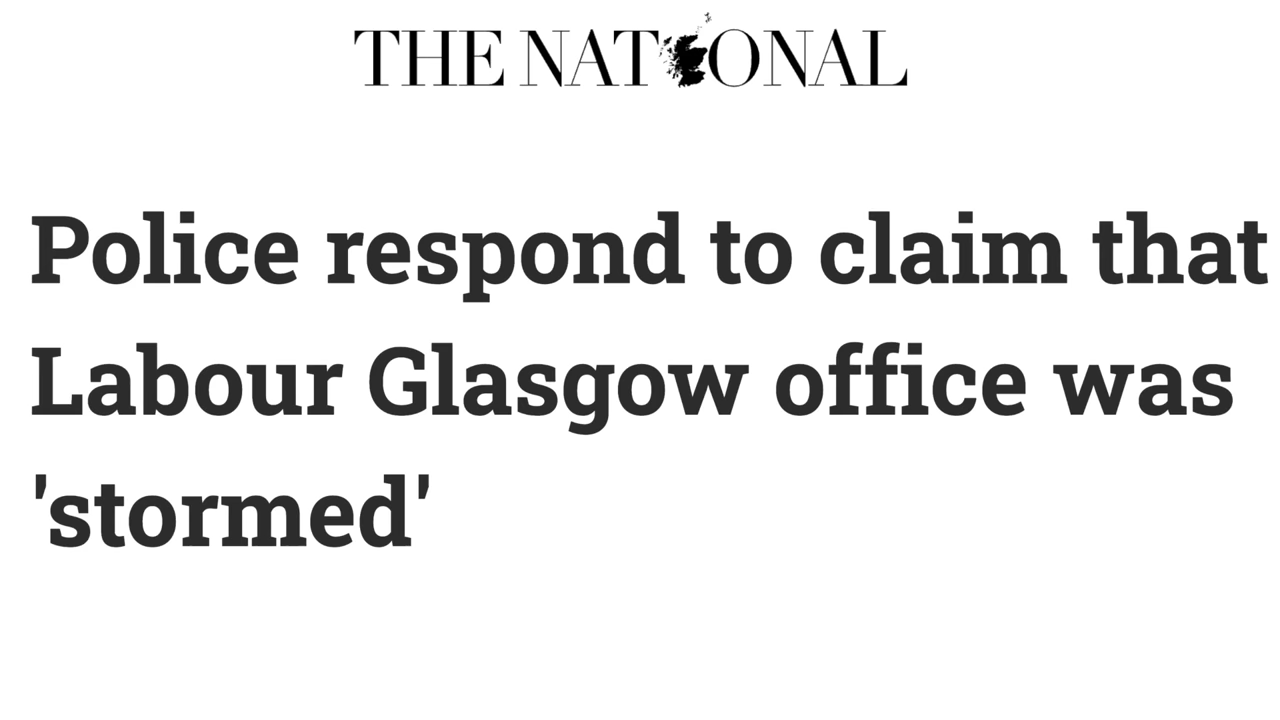 THE NATIONAL
Police respond to claim that
Labour Glasgow office was
'stormed'